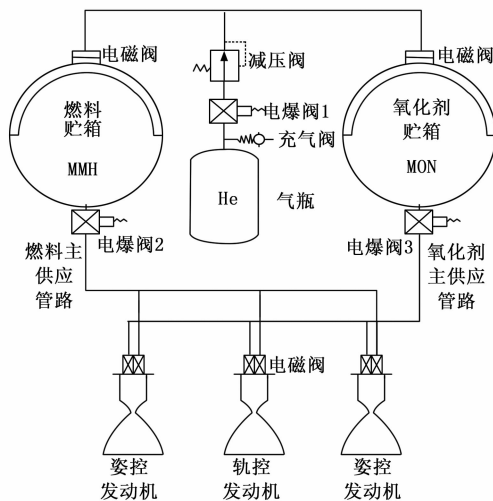 电磁阀
减压阀
电磁阀
燃料
贮箱
MMH
电爆阀1
充气阀
He
气瓶
氧化剂
贮箱
MON
电爆阀2
电爆阀3
燃料主
供应
管路
氧化剂
主供应
管路
电磁阀
姿控
发动机
轨控
发动机
姿控
发动机